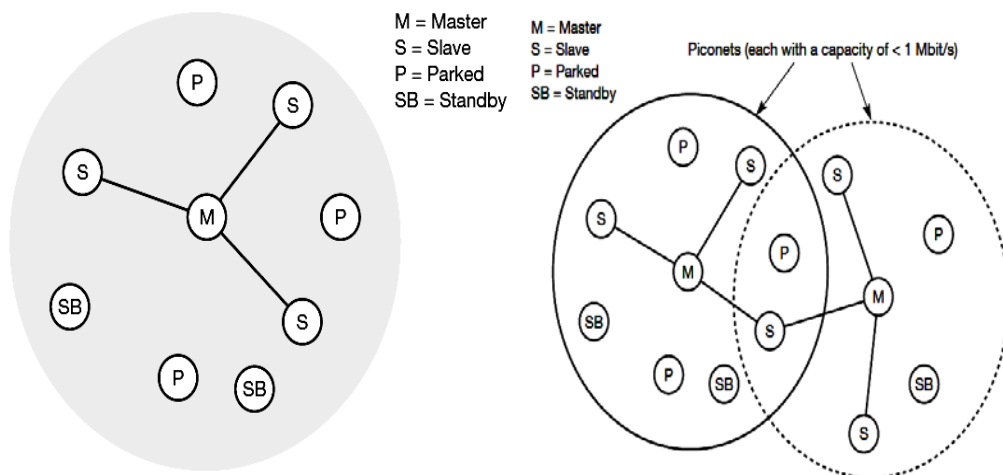 M = Master
S = Slave
P = Parked
SB = Standby
P
S
S
M
P
SB
S
P
SB
M = Master
S = Slave
P = Parked
SB = Standby
Piconets (each with a capacity of < 1 Mbit/s)
P
S
S
S
P
P
M
M
SB
S
P
SB
SB
S